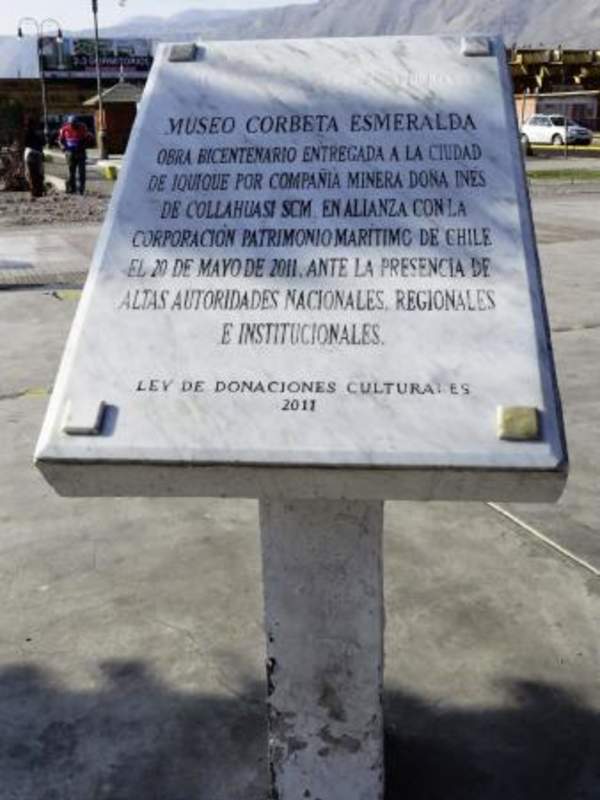 MUSEO CORBETA ESMERALDA
OBRA BICENTENARIO ENTREGADA A LA CIUDAD
DE IQUIQUE POR COMPAÑIA MINERA DOÑA INES
DE COLLAHUASI SCM, EN ALIANZA CON LA
CORPORACIÓN PATRIMONIO MARÍTIMO DE CHILE
EL 20 DE MAYO DE 2011, ANTE LA PRESENCIA DE
ALTAS AUTORIDADES NACIONALES, REGIONALES
E INSTITUCIONALES.
LEY DE DONACIONES CULTURALES
2011